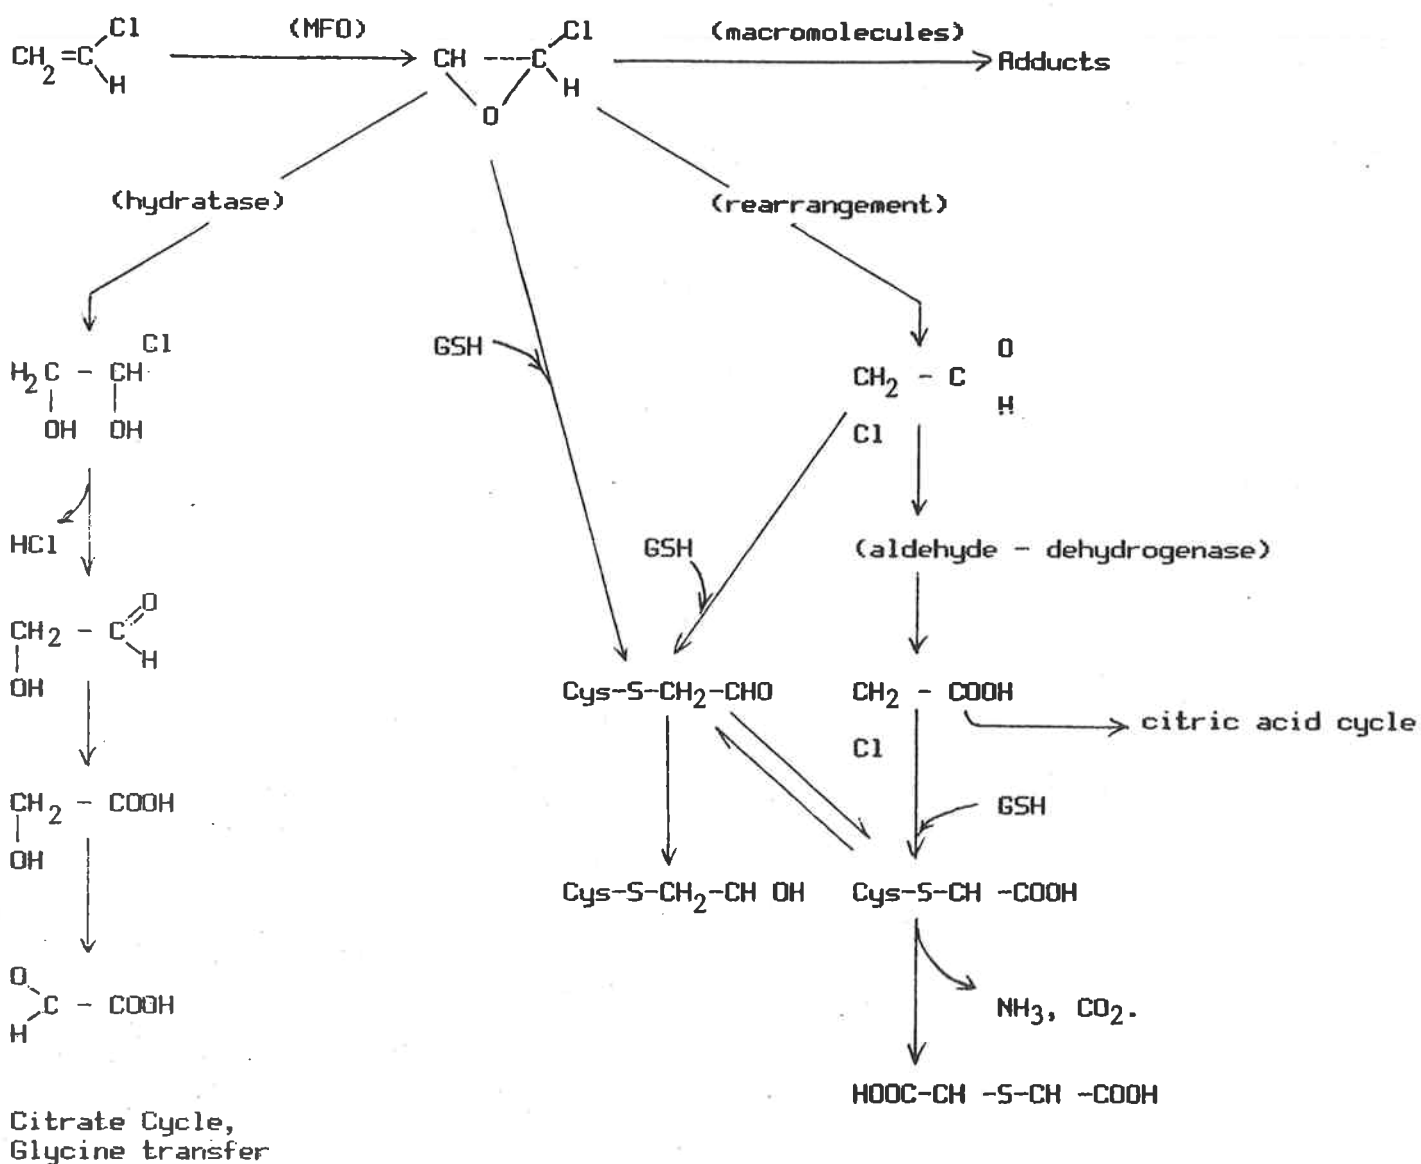 Cl
(MFO)
Cl
(macromolecules)
CH2 =C
CH ---C
Adducts
H
H
O
(hydratase)
(rearrangement)
Cl
H2C - CH
OH OH
GSH
O
CH2 - C
H
Cl
HCl
GSH
(aldehyde - dehydrogenase)
O
CH2 - C
H
OH
Cys-S-CH2-CHO
CH2 - COOH
Cl
citric acid cycle
CH2 - COOH
OH
GSH
Cys-S-CH2-CH OH
Cys-S-CH -COOH
O
C - COOH
H
NH3, CO2.
HOOC-CH -S-CH -COOH
Citrate Cycle,
Glycine transfer